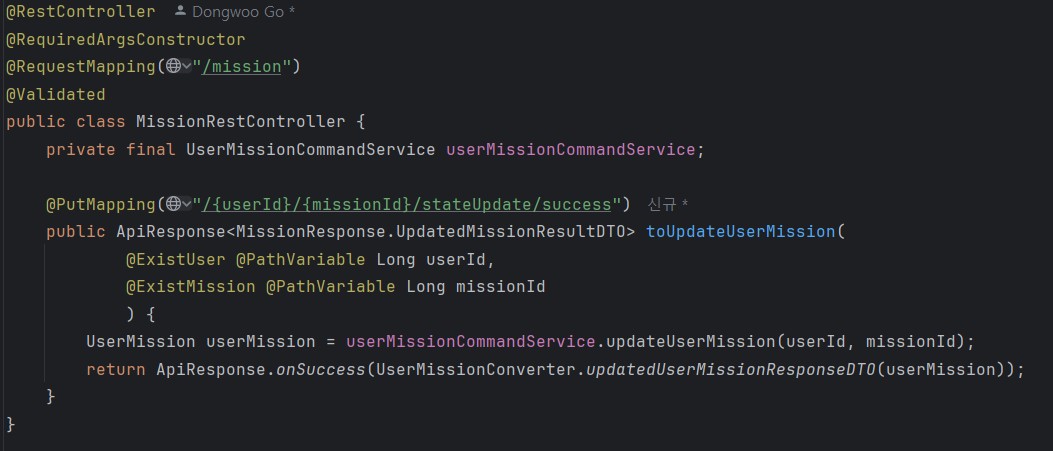 @RestController Dongwoo Go *
@RequiredArgsConstructor
@RequestMapping("/mission")
@Validated
public class MissionRestController {
    private final UserMissionCommandService userMissionCommandService;
    @PutMapping("/{userId}/{missionId}/stateUpdate/success") 신규 *
    public ApiResponse<MissionResponse.UpdatedMissionResultDTO> toUpdateUserMission(
            @ExistUser @PathVariable Long userId,
            @ExistMission @PathVariable Long missionId
            ) {
        UserMission userMission = userMissionCommandService.updateUserMission(userId, missionId);
        return ApiResponse.onSuccess(UserMissionConverter.updatedUserMissionResponseDTO(userMission));
    }
}